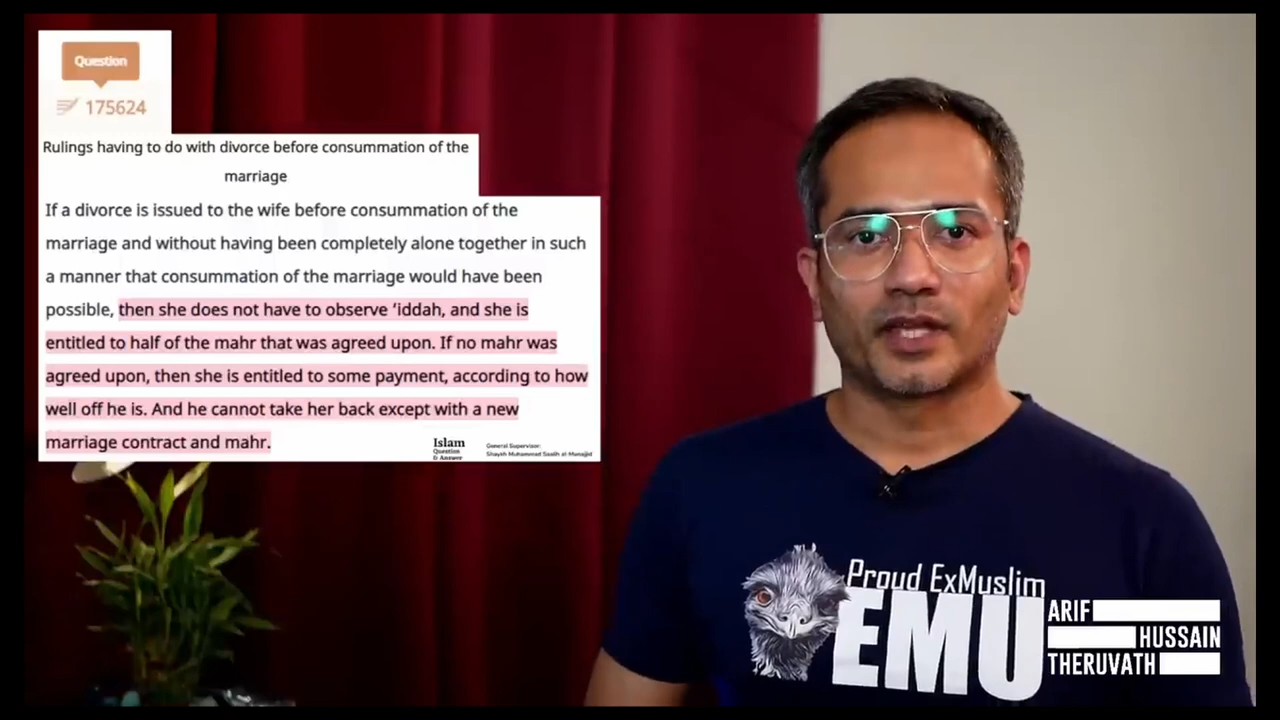 Question
175624
Rulings having to do with divorce before consummation of the
marriage
If a divorce is issued to the wife before consummation of the
marriage and without having been completely alone together in such
a manner that consummation of the marriage would have been
possible, then she does not have to observe ‘iddah, and she is
entitled to half of the mahr that was agreed upon. If no mahr was
agreed upon, then she is entitled to some payment, according to how
well off he is. And he cannot take her back except with a new
marriage contract and mahr.
Islam
Question
& Answer
General Supervisor:
Shaykh Muhammad Saalih al-Munajjid
Proud ExMuslim
EMU
ARIF
HUSSAIN
THERUVATH